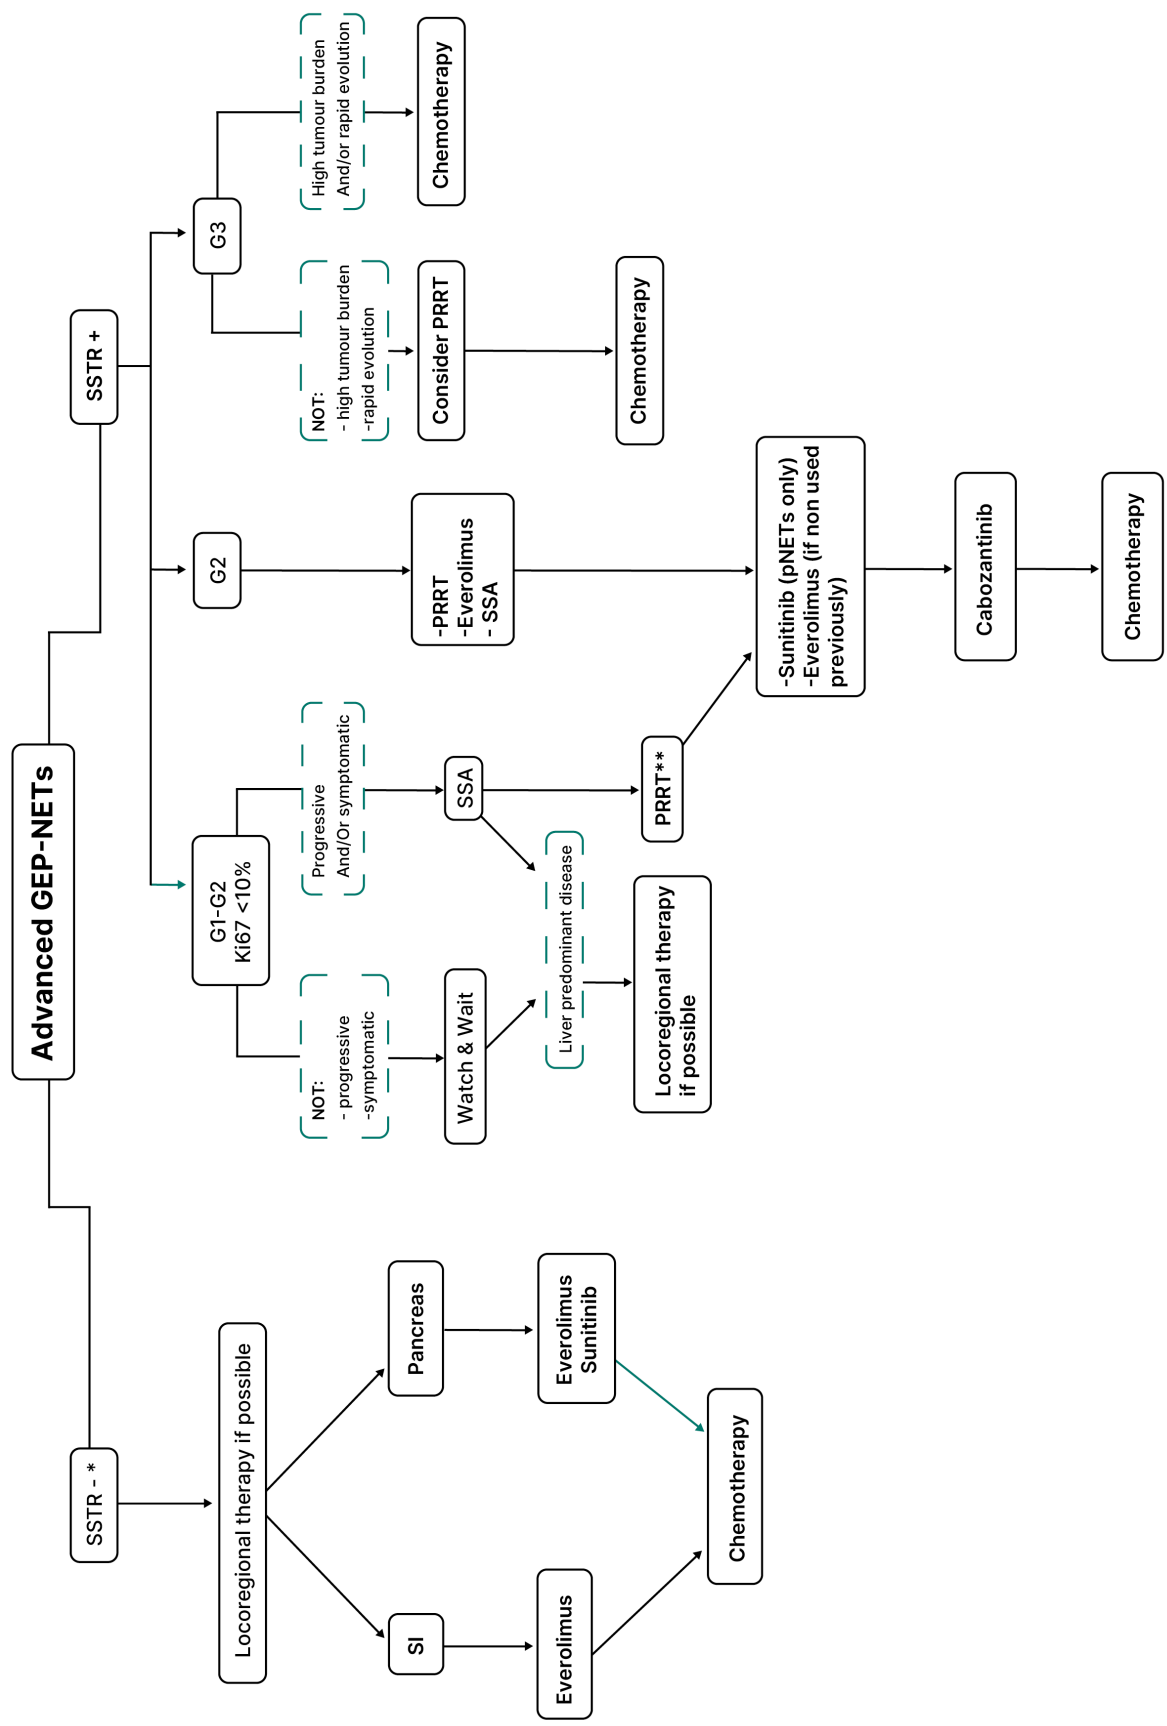 Advanced GEP-NETs
SSTR - *
SSTR +
Locoregional therapy if possible
G1-G2
Ki67 <10%
G2
G3
NOT:
- progressive
-symptomatic
Progressive
And/Or symptomatic
NOT:
- high tumour burden
-rapid evolution
High tumour burden
And/or rapid evolution
SI
Pancreas
Watch & Wait
SSA
-PRRT
-Everolimus
- SSA
Consider PRRT
Chemotherapy
Everolimus
Everolimus
Sunitinib
Liver predominant disease
Locoregional therapy
if possible
PRRT**
Chemotherapy
Chemotherapy
-Sunitinib (pNETs only)
-Everolimus (if non used
previously)
Cabozantinib
Chemotherapy